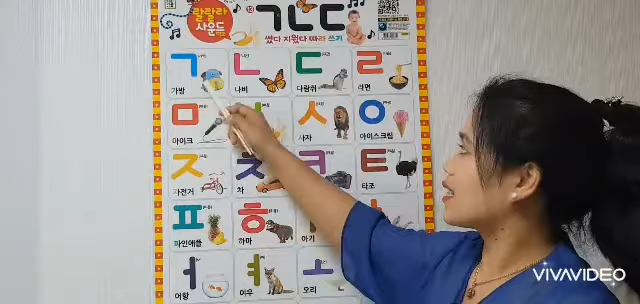 랄랄라
사운드
ㄱㄴㄷ
썼다 지웠다 따라 쓰기
ㄱ ㄴ ㄷ ㄹ
가방 나비 다람쥐 라면
ㅁ ㅅ ㅇ
마이크 사자 아이스크림
ㅈ ㅊ ㅋ ㅌ
자전거 차 타조
ㅍ ㅎ ㅏ
파인애플 하마 아기
ㅓ ㅕ ㅗ
어항 여우 오리
VIVAVIDEO